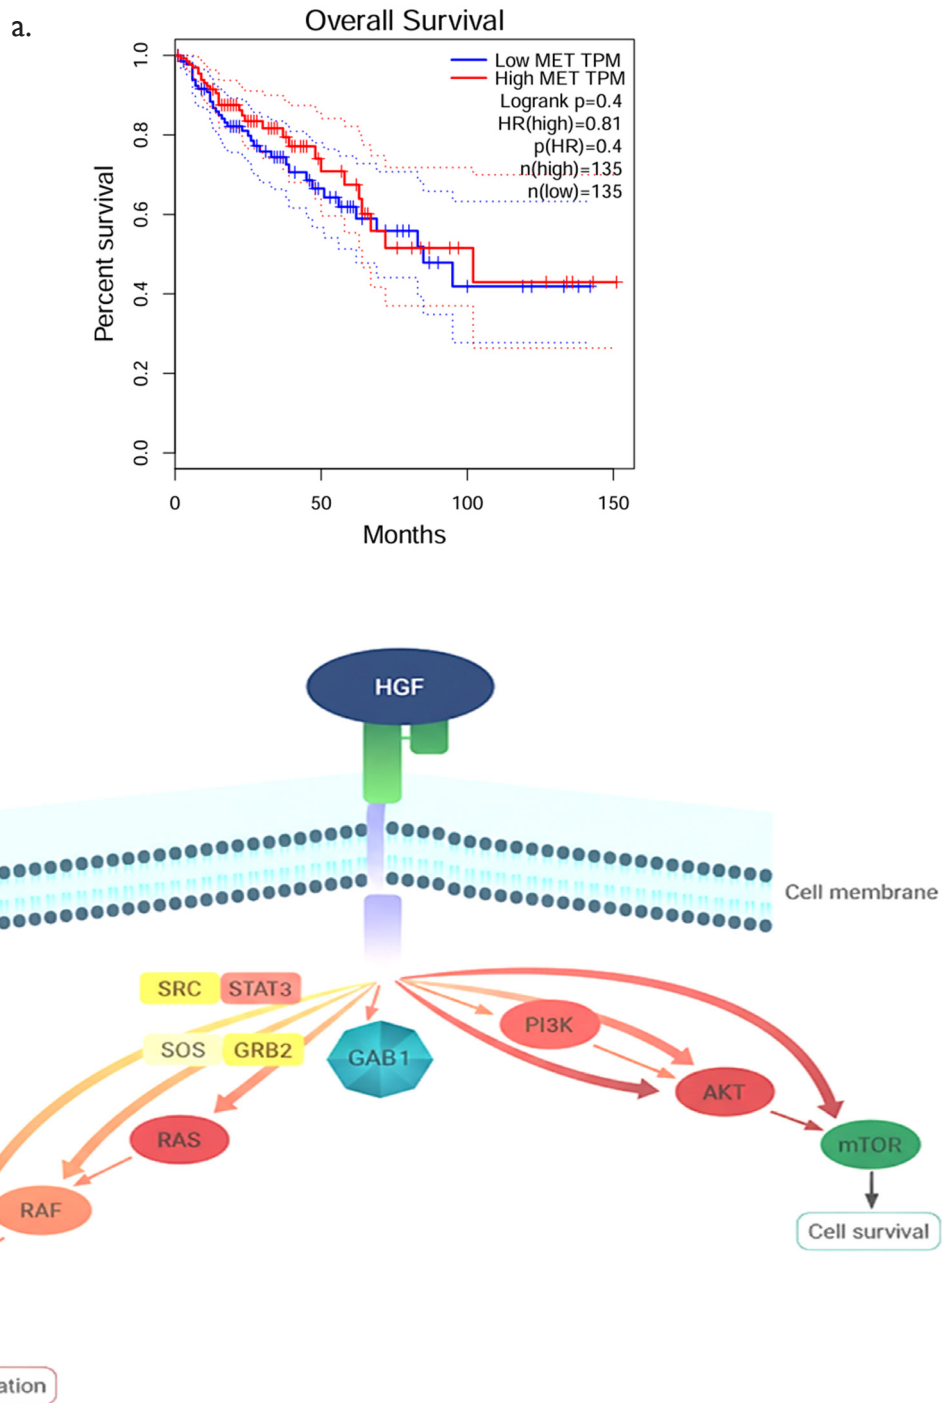 a.
Overall Survival
Low MET TPM
High MET TPM
Logrank p=0.4
HR(high)=0.81
p(HR)=0.4
n(high)=135
n(low)=135
Percent survival
1.0
0.8
0.6
0.4
0.2
0.0
0 50 100 150
Months
HGF
Cell membrane
SRC STAT3
SOS GRB2
GAB1
PI3K
AKT
RAS
mTOR
RAF
Cell survival
ation